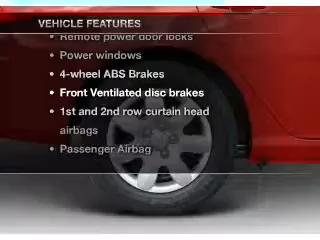 VEHICLE FEATURES
• Remote power door locks
• Power windows
• 4-wheel ABS Brakes
• Front Ventilated disc brakes
• 1st and 2nd row curtain head
airbags
• Passenger Airbag